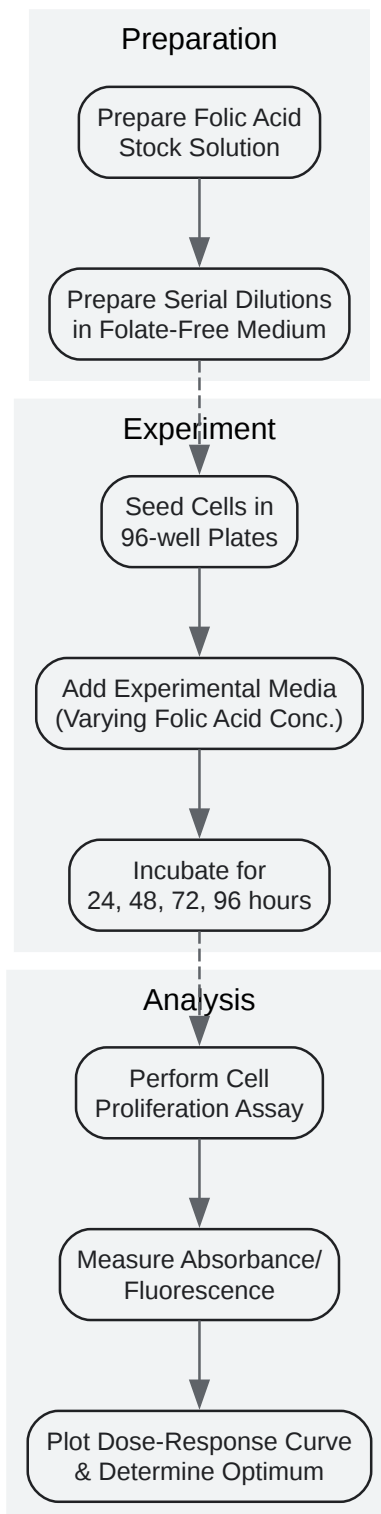 Preparation
Prepare Folic Acid
Stock Solution
Prepare Serial Dilutions
in Folate-Free Medium
Experiment
Seed Cells in
96-well Plates
Add Experimental Media
(Varying Folic Acid Conc.)
Incubate for
24, 48, 72, 96 hours
Analysis
Perform Cell
Proliferation Assay
Measure Absorbance/
Fluorescence
Plot Dose-Response Curve
& Determine Optimum